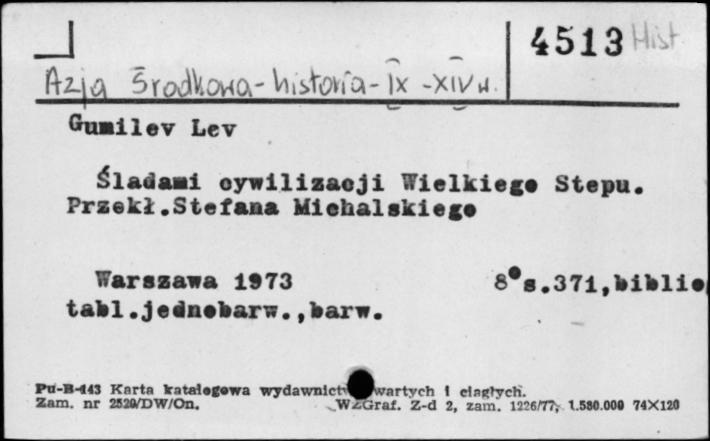 4513 Hist
Azja Środkowa - historia - IX - XIV w.
Gumilev Lev
Śladami cywilizacji Wielkiego Stepu.
Przekł.Stefana Michalskiego
Warszawa 1973 8° s.371,biblio
tabl.jednobarw.,barw.
Pu-B-443 Karta katalogowa wydawnictw zwartych i ciągłych.
Zam. nr 2520/DW/On. WZGraf. Z-d 2, zam. 1226/77, 1.580.000 74X120